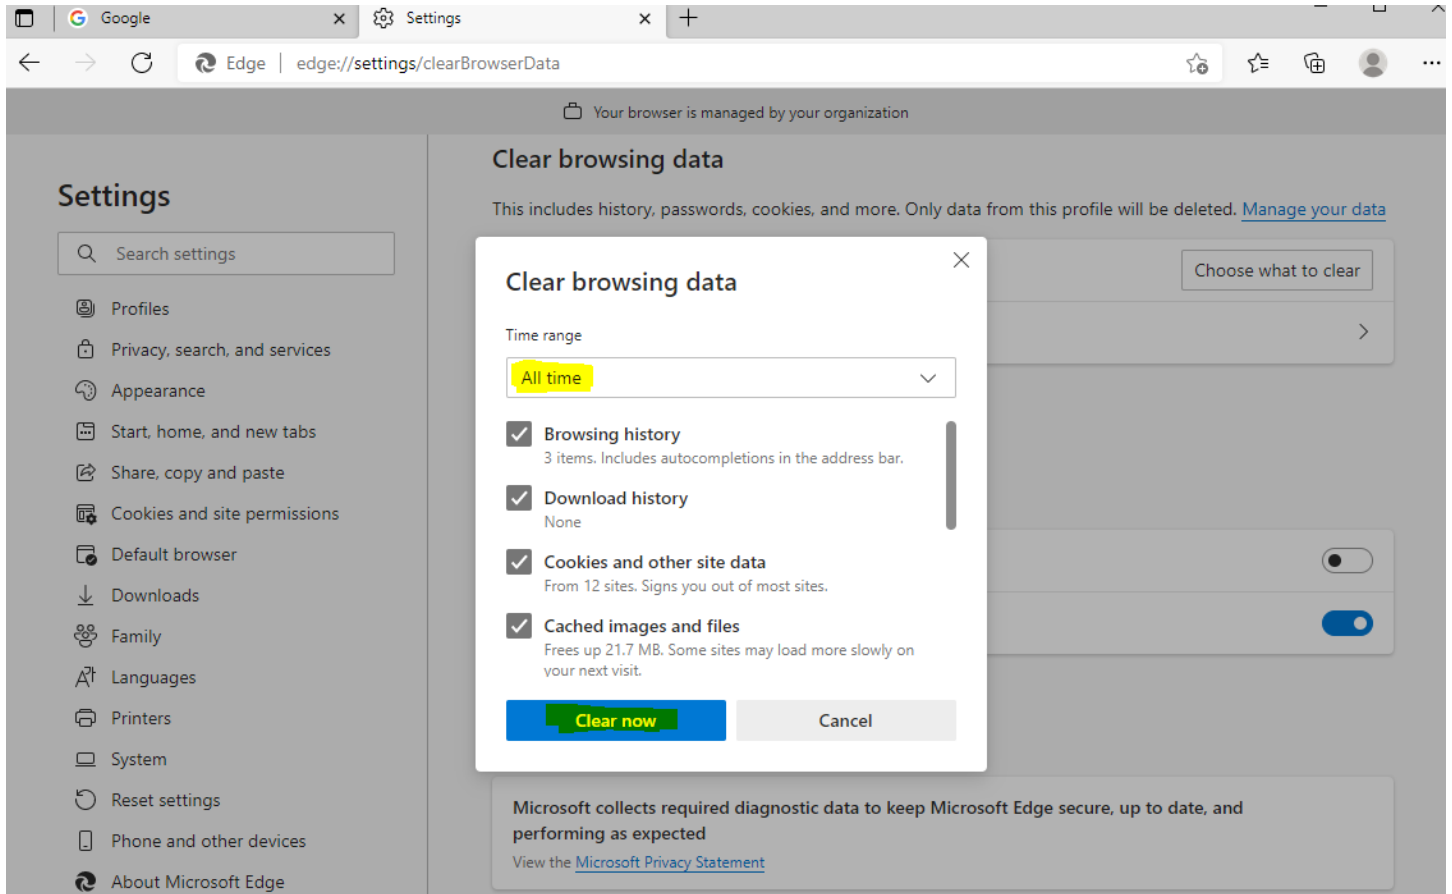 Google
Settings
Edge
edge://settings/clearBrowserData
Your browser is managed by your organization
Settings
Search settings
Profiles
Privacy, search, and services
Appearance
Start, home, and new tabs
Share, copy and paste
Cookies and site permissions
Default browser
Downloads
Family
Languages
Printers
System
Reset settings
Phone and other devices
About Microsoft Edge
Clear browsing data
This includes history, passwords, cookies, and more. Only data from this profile will be deleted. Manage your data
Choose what to clear
Clear browsing data
Time range
All time
Browsing history
3 items. Includes autocompletions in the address bar.
Download history
None
Cookies and other site data
From 12 sites. Signs you out of most sites.
Cached images and files
Frees up 21.7 MB. Some sites may load more slowly on
your next visit.
Clear now
Cancel
Microsoft collects required diagnostic data to keep Microsoft Edge secure, up to date, and
performing as expected
View the Microsoft Privacy Statement